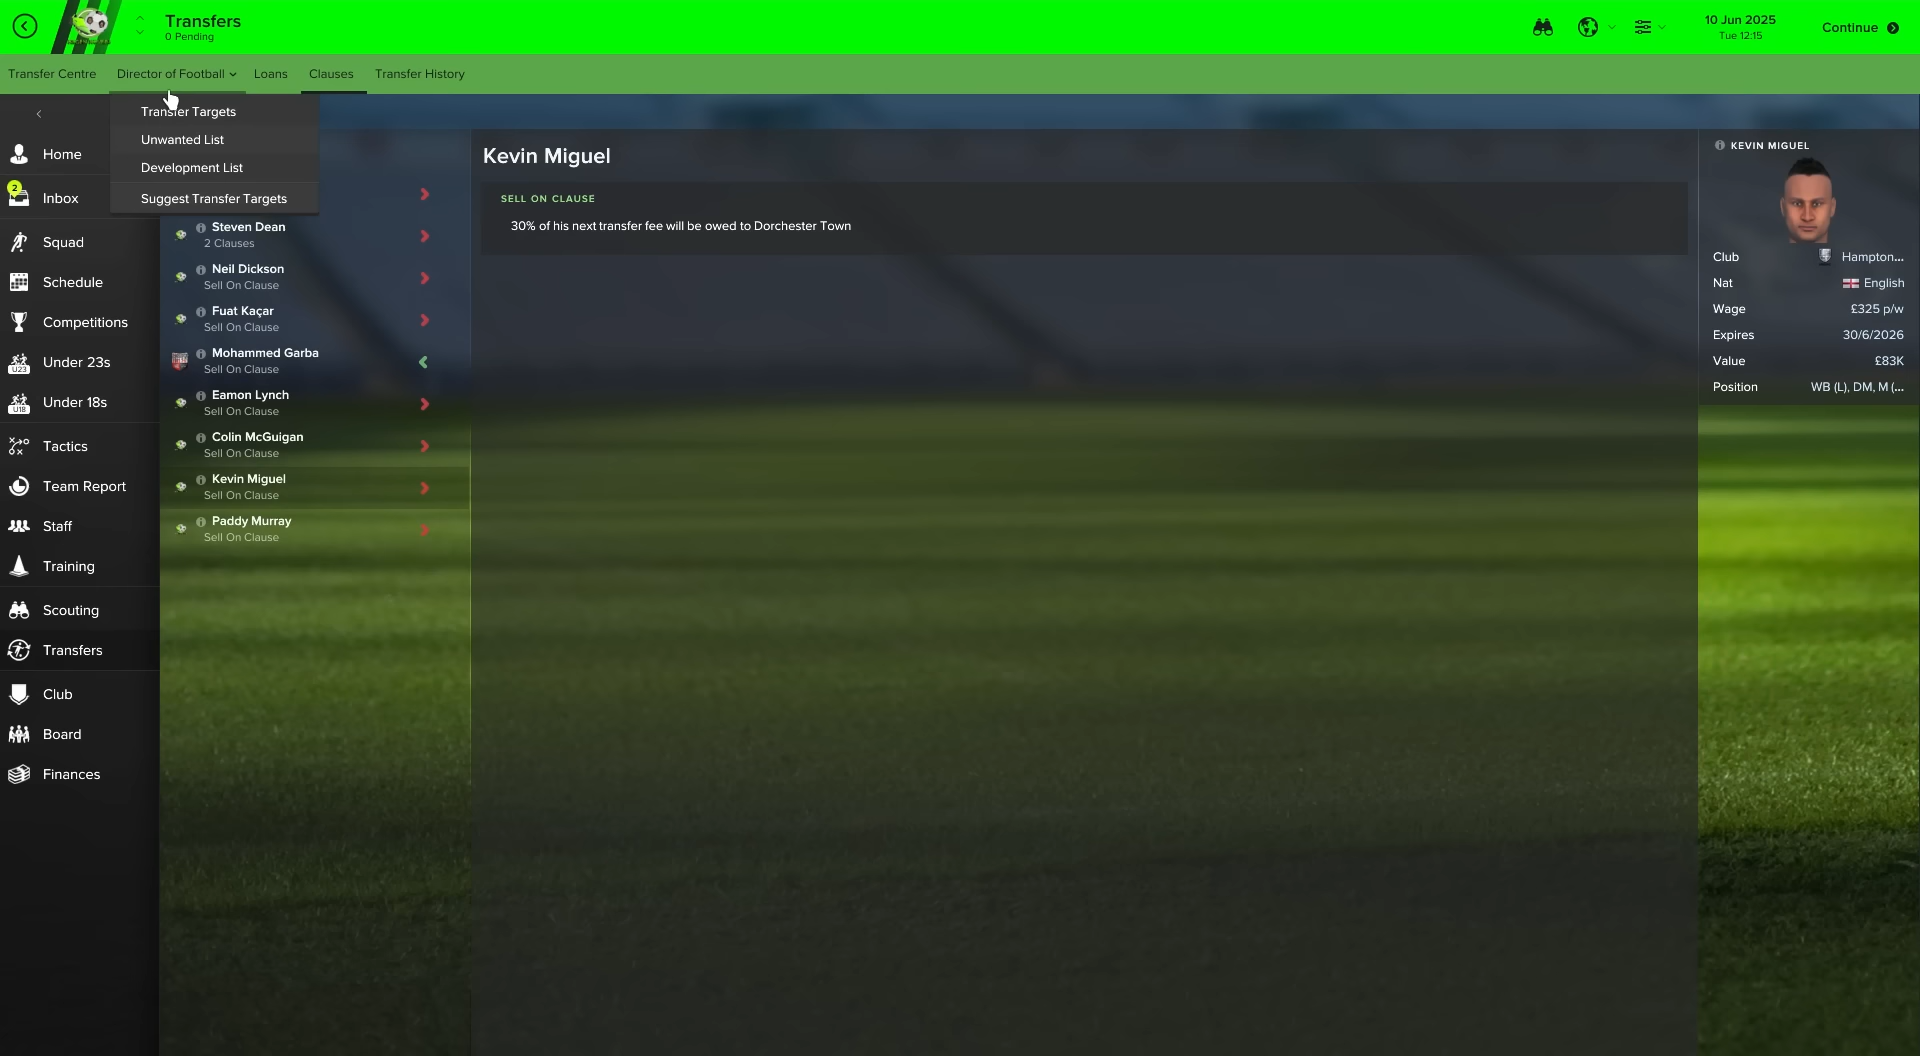 Transfers
0 Pending
10 Jun 2025
Tue 12:15
Continue
Transfer Centre
Director of Football
Loans
Clauses
Transfer History
Transfer Targets
Unwanted List
Development List
Suggest Transfer Targets
Home
2
Inbox
Squad
Schedule
Competitions
U23
Under 23s
U18
Under 18s
Tactics
Team Report
Staff
Training
Scouting
Transfers
Club
Board
Finances
Steven Dean
2 Clauses
Neil Dickson
Sell On Clause
Fuat Kaçar
Sell On Clause
Mohammed Garba
Sell On Clause
Eamon Lynch
Sell On Clause
Colin McGuigan
Sell On Clause
Kevin Miguel
Sell On Clause
Paddy Murray
Sell On Clause
Kevin Miguel
SELL ON CLAUSE
30% of his next transfer fee will be owed to Dorchester Town
KEVIN MIGUEL
Club Hampton...
Nat English
Wage £325 p/w
Expires 30/6/2026
Value £83K
Position WB (L), DM, M (...